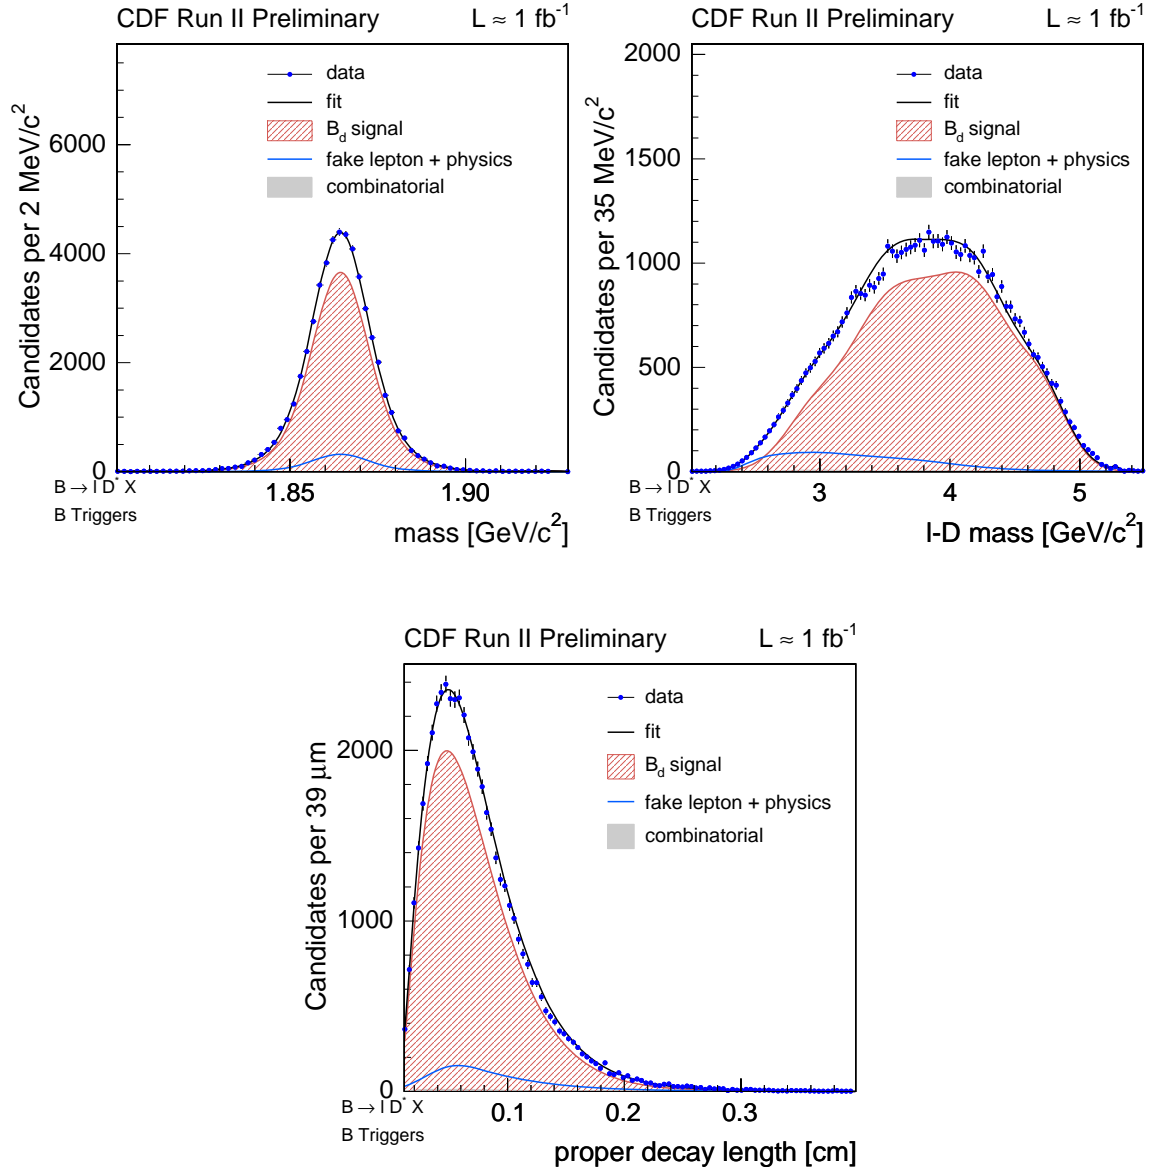 CDF Run II Preliminary L ≈ 1 fb⁻¹
data
fit
B_d signal
fake lepton + physics
combinatorial
Candidates per 2 MeV/c²
6000
4000
2000
0
1.85 1.90
B → l D* X
B Triggers
mass [GeV/c²]
CDF Run II Preliminary L ≈ 1 fb⁻¹
data
fit
B_d signal
fake lepton + physics
combinatorial
Candidates per 35 MeV/c²
2000
1500
1000
500
0
3 4 5
B → l D* X
B Triggers
l-D mass [GeV/c²]
CDF Run II Preliminary L ≈ 1 fb⁻¹
data
fit
B_d signal
fake lepton + physics
combinatorial
Candidates per 39 μm
2000
1000
0
0.1 0.2 0.3
B → l D* X
B Triggers
proper decay length [cm]